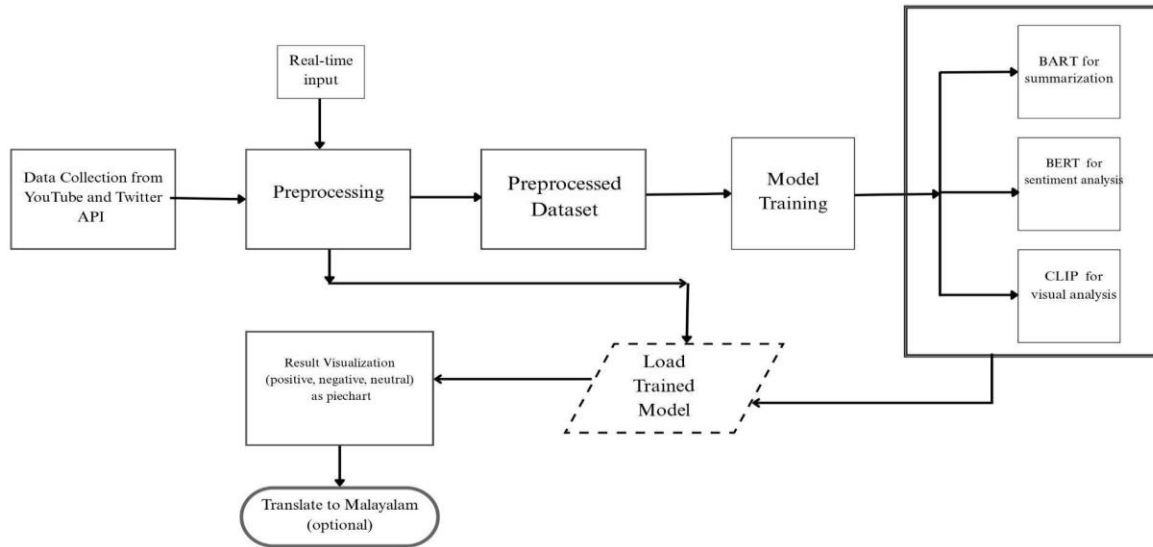 Real-time
input
Data Collection from
YouTube and Twitter
API
Preprocessing
Preprocessed
Dataset
Model
Training
BART for
summarization
BERT for
sentiment analysis
CLIP for
visual analysis
Load
Trained
Model
Result Visualization
(positive, negative, neutral)
as piechart
Translate to Malayalam
(optional)